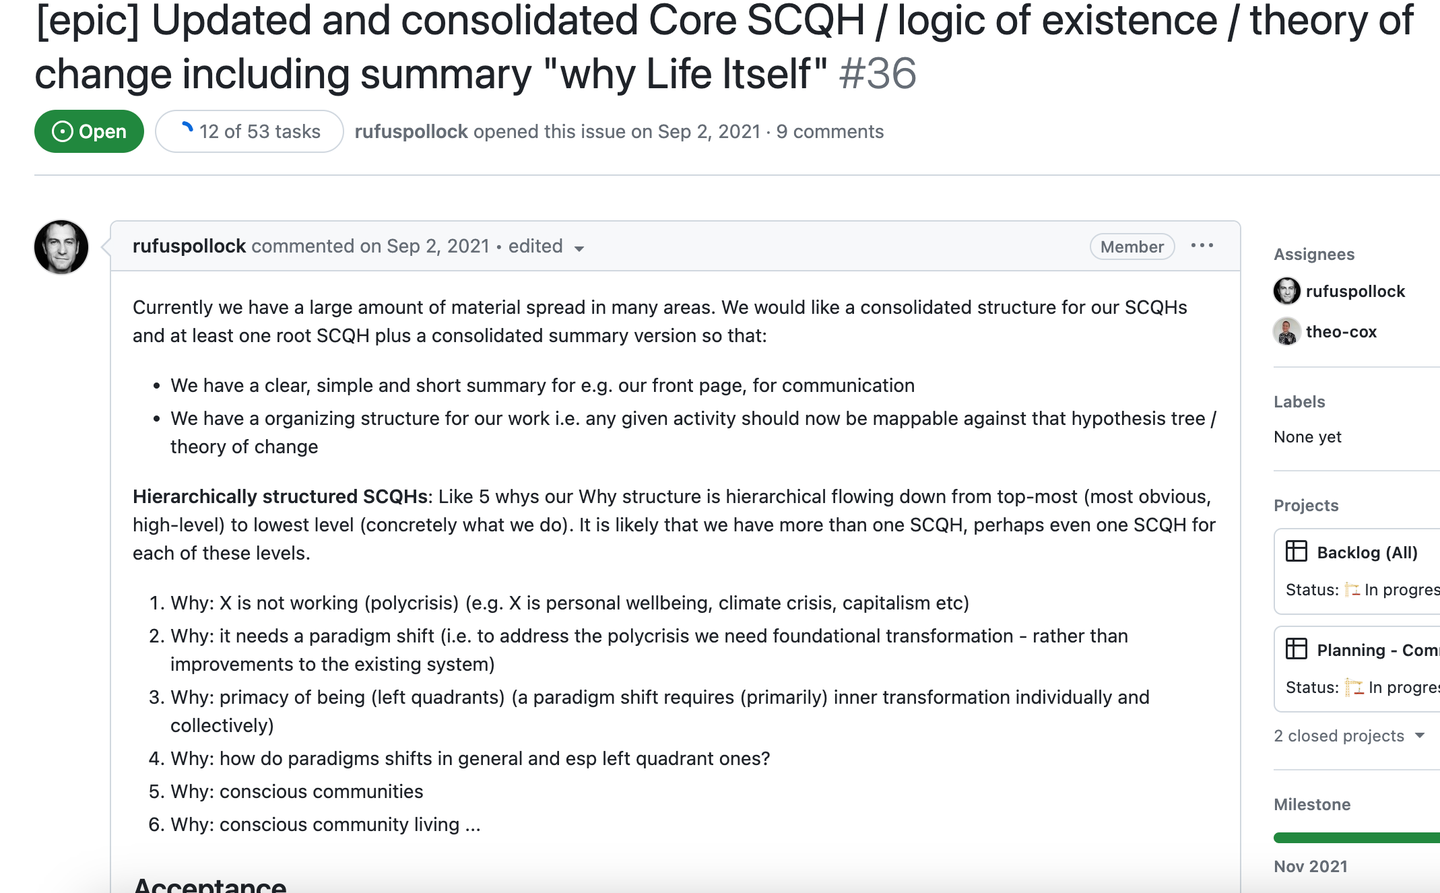 [epic] Updated and consolidated Core SCQH / logic of existence / theory of
change including summary "why Life Itself" #36
Open
12 of 53 tasks
rufuspollock opened this issue on Sep 2, 2021 · 9 comments
rufuspollock commented on Sep 2, 2021 • edited
Member
Currently we have a large amount of material spread in many areas. We would like a consolidated structure for our SCQHs
and at least one root SCQH plus a consolidated summary version so that:
• We have a clear, simple and short summary for e.g. our front page, for communication
• We have a organizing structure for our work i.e. any given activity should now be mappable against that hypothesis tree /
theory of change
Hierarchically structured SCQHs: Like 5 whys our Why structure is hierarchical flowing down from top-most (most obvious,
high-level) to lowest level (concretely what we do). It is likely that we have more than one SCQH, perhaps even one SCQH for
each of these levels.
1. Why: X is not working (polycrisis) (e.g. X is personal wellbeing, climate crisis, capitalism etc)
2. Why: it needs a paradigm shift (i.e. to address the polycrisis we need foundational transformation - rather than
improvements to the existing system)
3. Why: primacy of being (left quadrants) (a paradigm shift requires (primarily) inner transformation individually and
collectively)
4. Why: how do paradigms shifts in general and esp left quadrant ones?
5. Why: conscious communities
6. Why: conscious community living ...
Acceptance
Assignees
rufuspollock
theo-cox
Labels
None yet
Projects
Backlog (All)
Status: 🏗 In progres
Planning - Com
Status: 🏗 In progres
2 closed projects
Milestone
Nov 2021